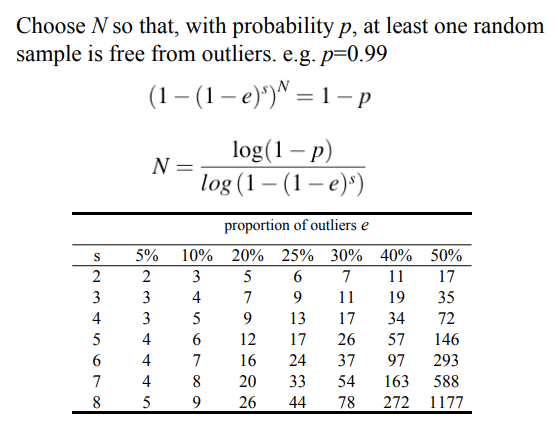 Choose N so that, with probability p, at least one random
sample is free from outliers. e.g. p=0.99
(1 − (1 − e)^s)^N = 1 − p
N = log(1 − p) / log (1 − (1 − e)^s)
proportion of outliers e
s 5% 10% 20% 25% 30% 40% 50%
2 2 3 5 6 7 11 17
3 3 4 7 9 11 19 35
4 3 5 9 13 17 34 72
5 4 6 12 17 26 57 146
6 4 7 16 24 37 97 293
7 4 8 20 33 54 163 588
8 5 9 26 44 78 272 1177